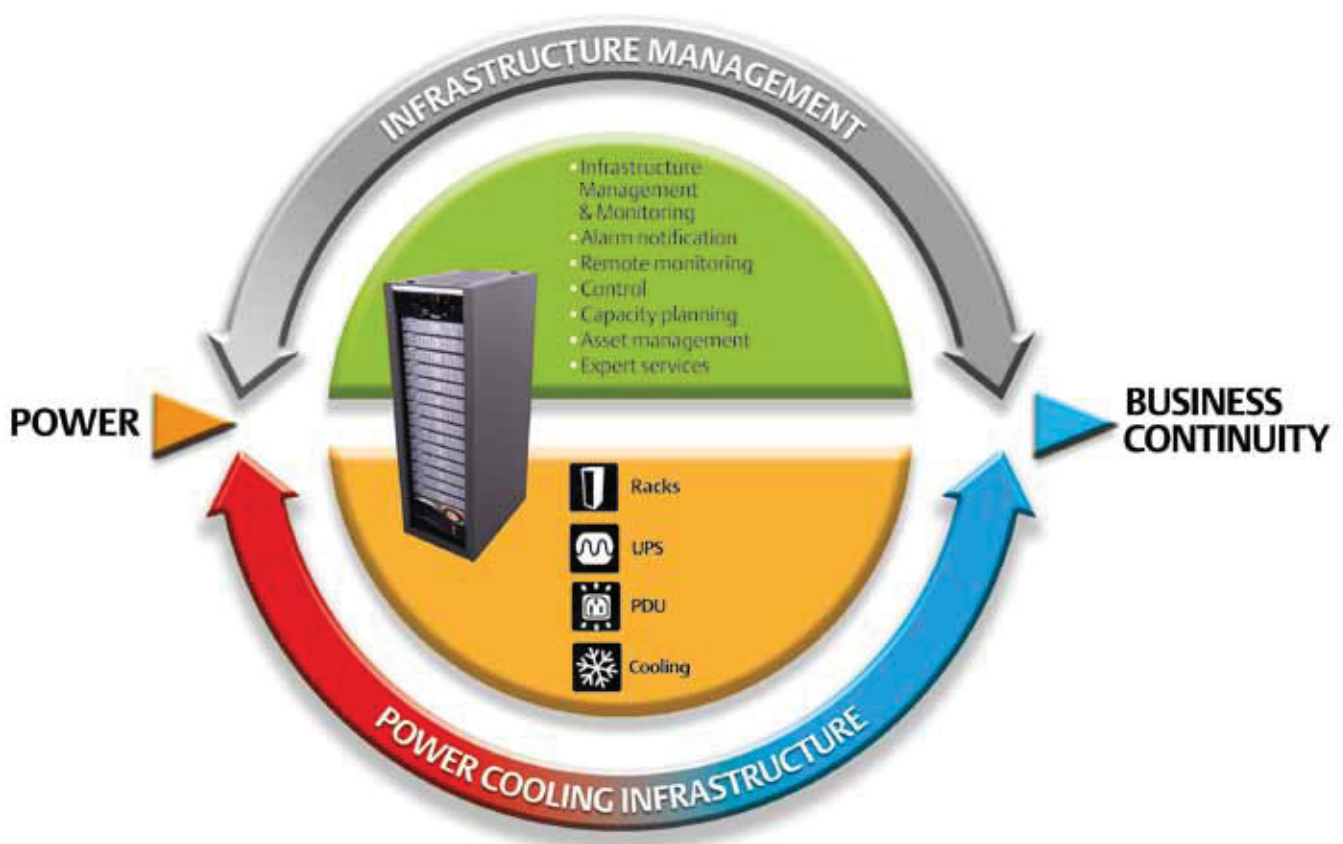 INFRASTRUCTURE MANAGEMENT
• Infrastructure
Management
& Monitoring
• Alarm notification
• Remote monitoring
• Control
• Capacity planning
• Asset management
• Expert services
POWER
BUSINESS
CONTINUITY
Racks
UPS
PDU
Cooling
POWER COOLING INFRASTRUCTURE